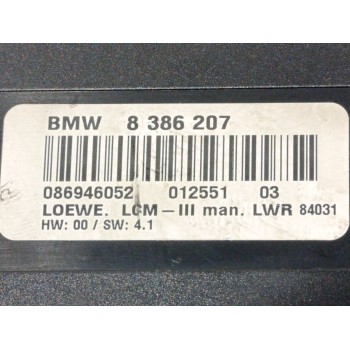 BMW 8 386 207
086946052 012551 03
LOEWE. LCM-III man. LWR 84031
HW: 00 / SW: 4.1